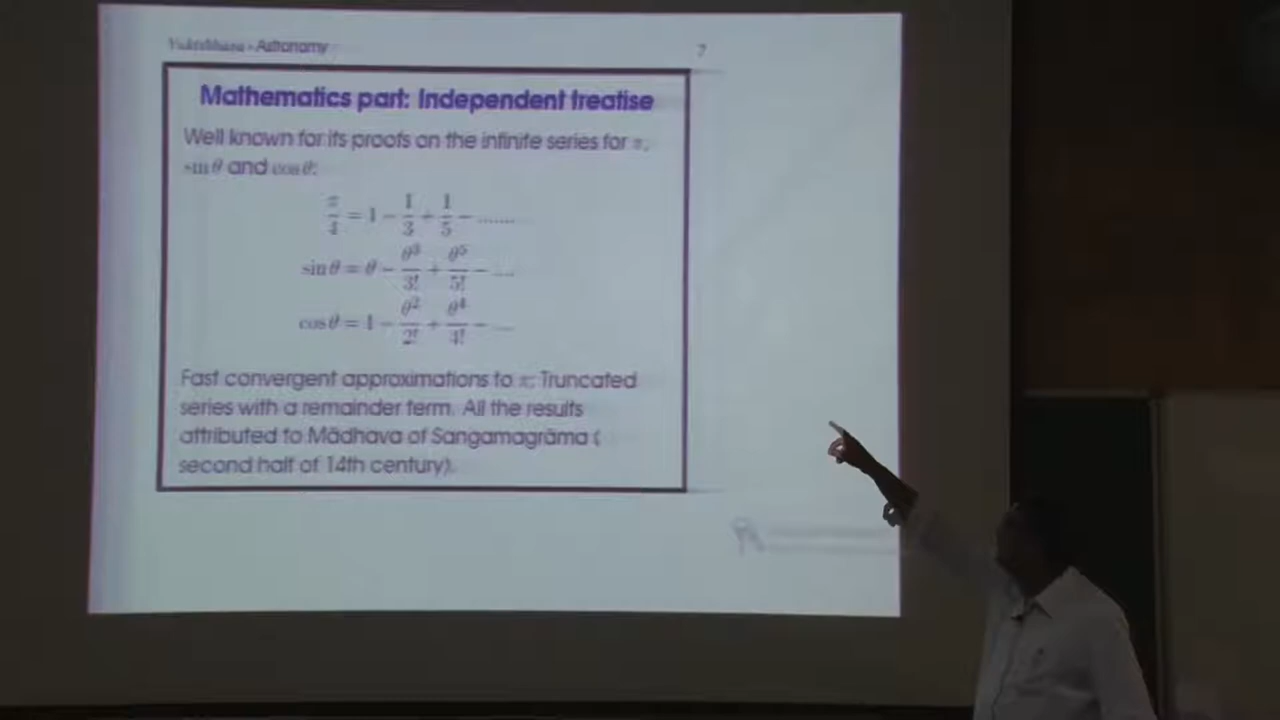 Yuktibhāṣā - Astronomy 7
Mathematics part: Independent treatise
Well known for its proofs on the infinite series for π,
sin θ and cos θ:
π/4 = 1 − 1/3 + 1/5 − .......
sin θ = θ − θ³/3! + θ⁵/5! − ...
cos θ = 1 − θ²/2! + θ⁴/4! − ...
Fast convergent approximations to π: Truncated
series with a remainder term. All the results
attributed to Mādhava of Sangamagrāma (
second half of 14th century).